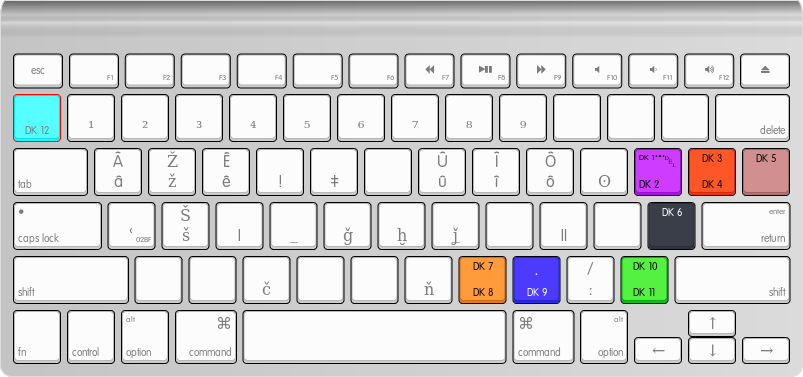 esc F1 F2 F3 F4 F5 F6 F7 F8 F9 F10 F11 F12
DK 12 1 2 3 4 5 6 7 8 9 delete
Â Ž Ê Û Î Ô DK 1 DK 3 DK 5
tab â ž ê ! ‡ û î ô ʘ DK 2 DK 4
Š DK 6 enter
caps lock ʿ 02BF š | _ ǧ ḫ ǰ || return
DK 7 . / DK 10
shift č ň DK 8 DK 9 : DK 11 shift
alt ⌘ ⌘ alt ↑
fn control option command command option ← ↓ →